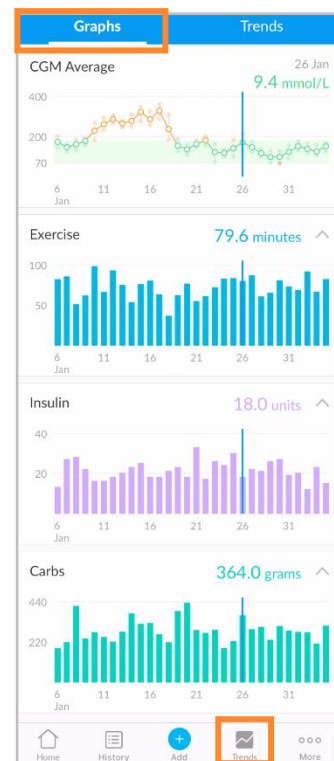 Graphs Trends
CGM Average 26 Jan
9.4 mmol/L
400
200
70
6 11 16 21 26 31
Jan
Exercise 79.6 minutes
100
50
6 11 16 21 26 31
Jan
Insulin 18.0 units
40
20
6 11 16 21 26 31
Jan
Carbs 364.0 grams
440
220
6 11 16 21 26 31
Jan
Home History Add Trends More